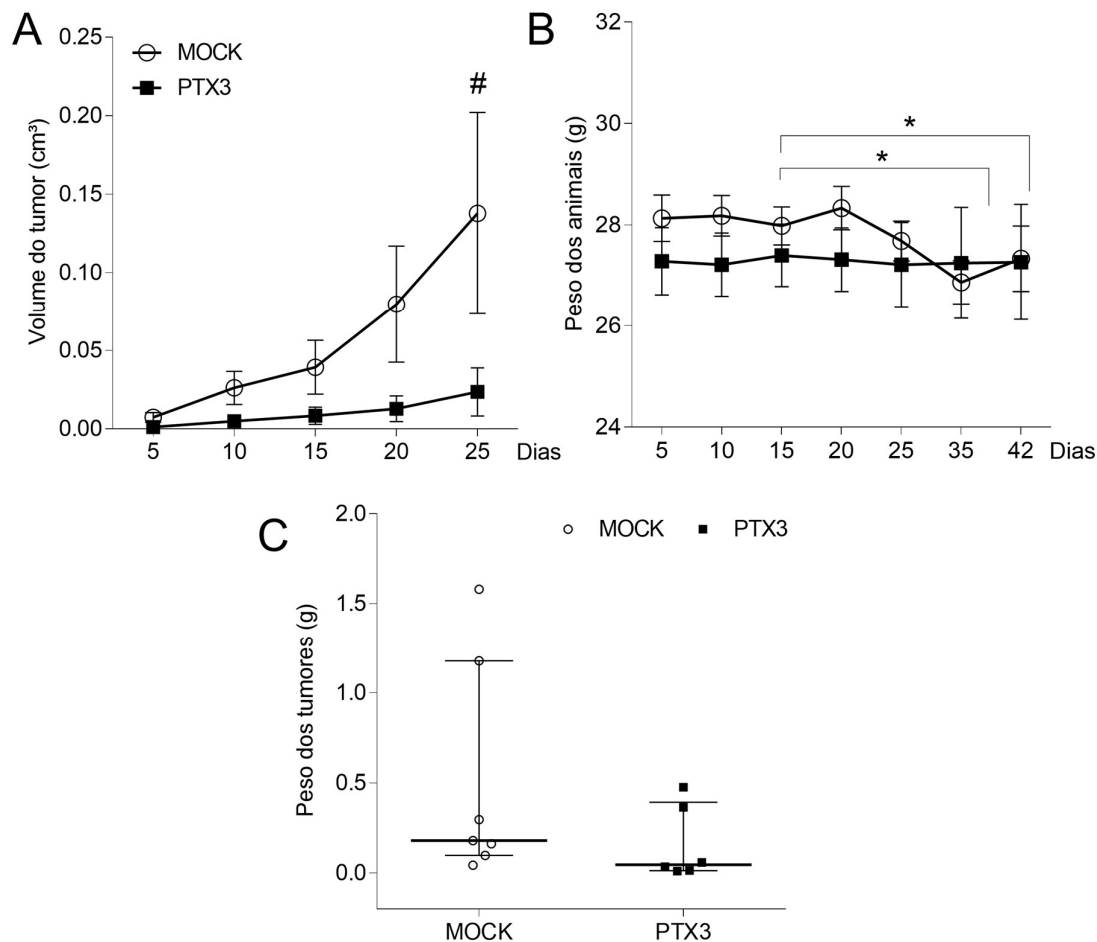 A
0.25
0.20
0.15
0.10
0.05
0.00
Volume do tumor (cm³)
MOCK
PTX3
#
5 10 15 20 25 Dias
B
32
30
28
26
24
Peso dos animais (g)
*
*
5 10 15 20 25 35 42 Dias
C
MOCK PTX3
2.0
1.5
1.0
0.5
0.0
Peso dos tumores (g)
MOCK PTX3